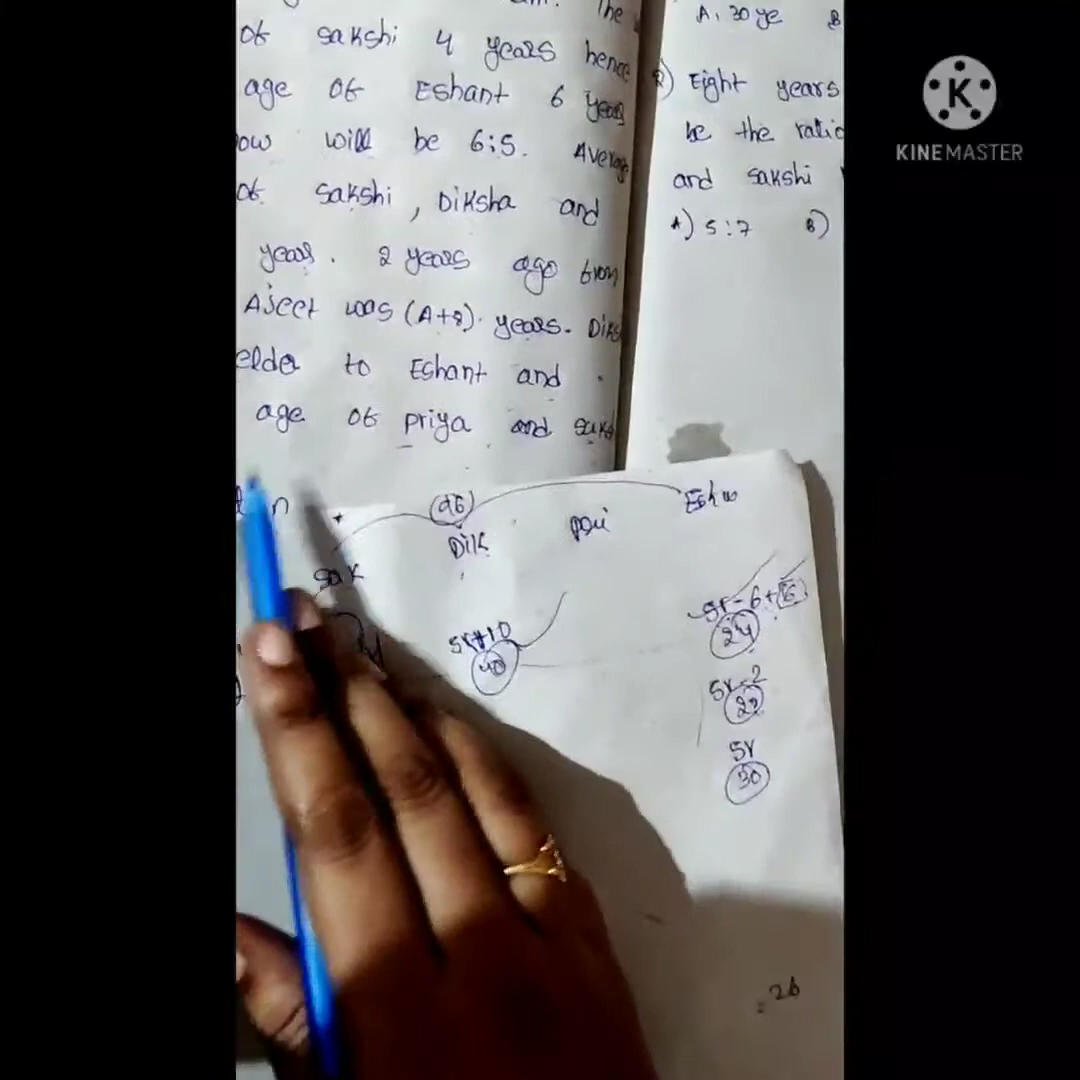 The
of sakshi 4 years hence
age of Eshant 6 years
ow will be 6:5. Average
of sakshi, Diksha and
years. 2 years ago from
Ajeet was (A+8) years. Diks
elder to Eshant and
age of priya and saks
A, 30 ye B
Eight years
be the ratio
and sakshi
A) 5:7 B)
K
KINEMASTER
26
Dik
pri
Esh
sak
5x+10
40
5x-6+
24
5x-2
5x
30
26